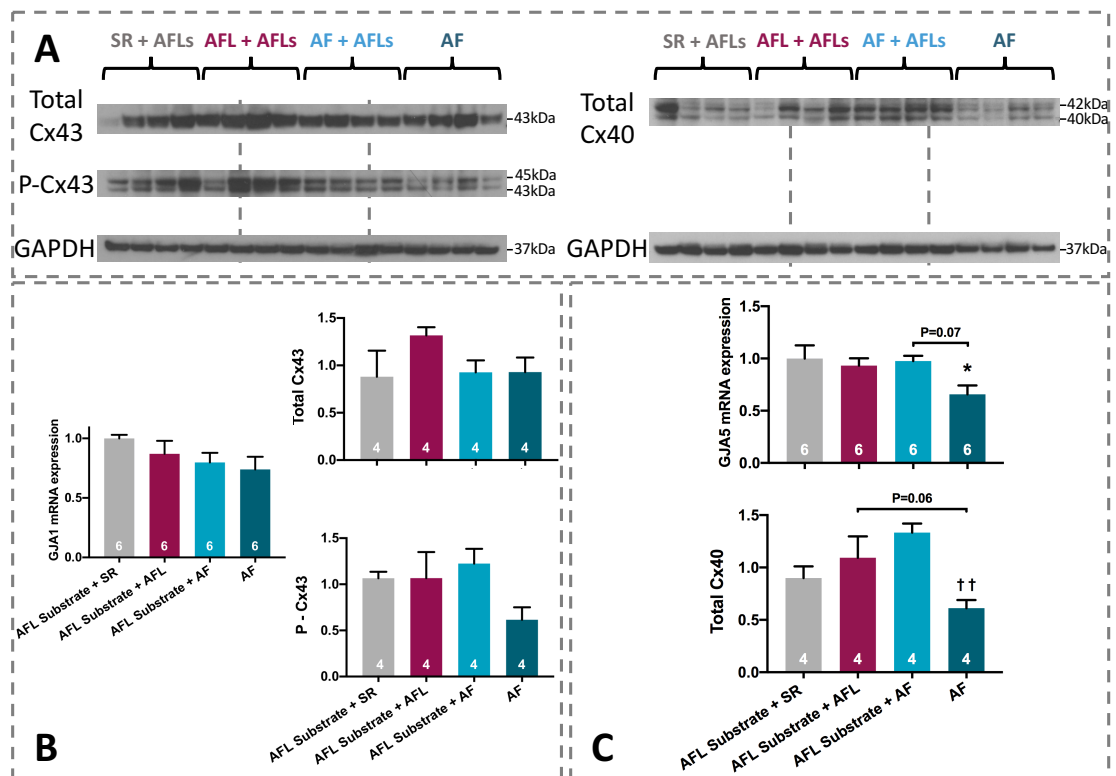 A
SR + AFLs AFL + AFLs AF + AFLs AF
Total
Cx43
-43kDa
P-Cx43
-45kDa
-43kDa
GAPDH
-37kDa
SR + AFLs AFL + AFLs AF + AFLs AF
Total
Cx40
-42kDa
-40kDa
GAPDH
-37kDa
B
GJA1 mRNA expression
1.0
0.5
0.0
6 6 6 6
AFL Substrate + SR
AFL Substrate + AFL
AFL Substrate + AF
AF
Total Cx43
1.5
1.0
0.5
0.0
4 4 4 4
P - Cx43
1.5
1.0
0.5
0.0
4 4 4 4
AFL Substrate + SR
AFL Substrate + AFL
AFL Substrate + AF
AF
C
GJA5 mRNA expression
1.5
1.0
0.5
0.0
P=0.07
*
6 6 6 6
Total Cx40
1.5
1.0
0.5
0.0
P=0.06
††
4 4 4 4
AFL Substrate + SR
AFL Substrate + AFL
AFL Substrate + AF
AF